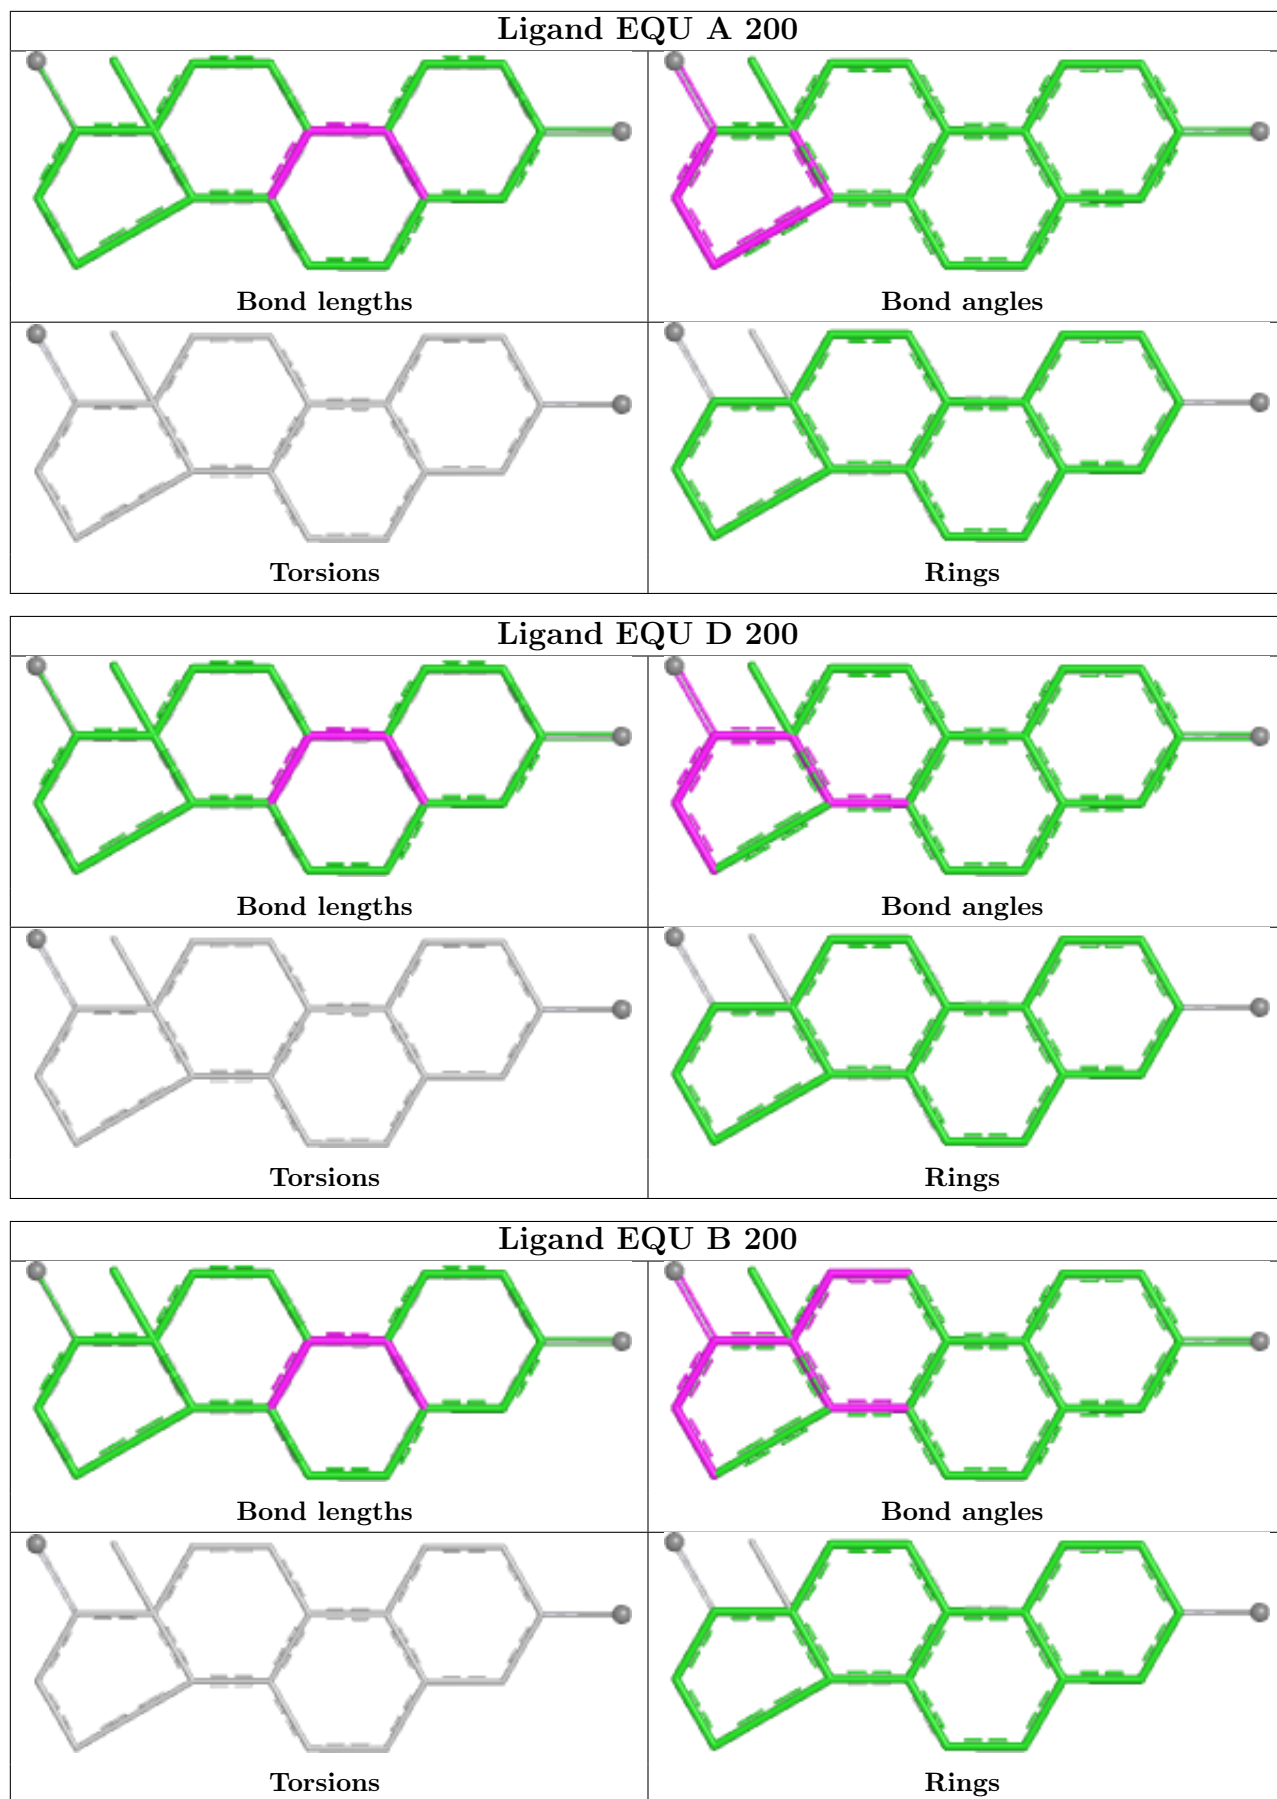 Ligand EQU A 200
Bond lengths
Bond angles
Torsions
Rings
Ligand EQU D 200
Bond lengths
Bond angles
Torsions
Rings
Ligand EQU B 200
Bond lengths
Bond angles
Torsions
Rings